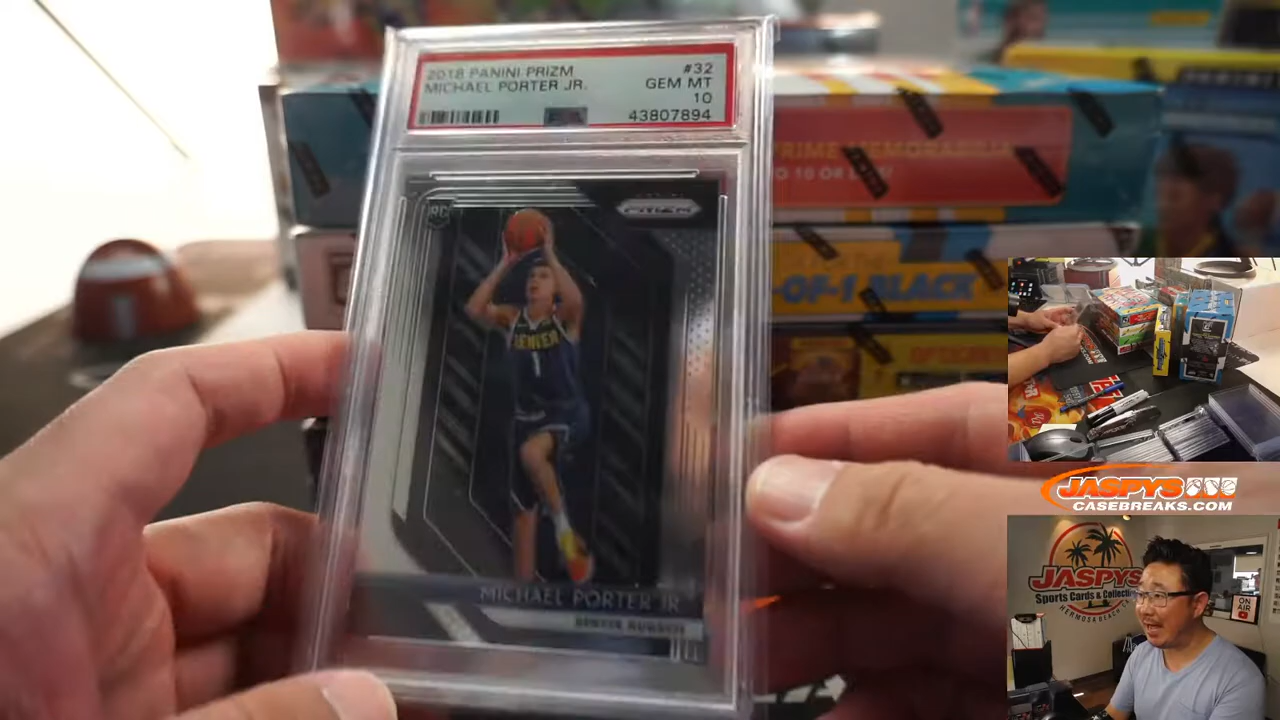 2018 PANINI PRIZM #32
MICHAEL PORTER JR. GEM MT
10
43807894
RC
PRIZM
DENVER
1
MICHAEL PORTER JR
DENVER NUGGETS
PRIME MEMORABILIA
-OF-1 BLACK
JASPYS
CASEBREAKS.COM
JASPYS
Sports Cards & Collectib
HERMOSA BEACH
ON
AIR